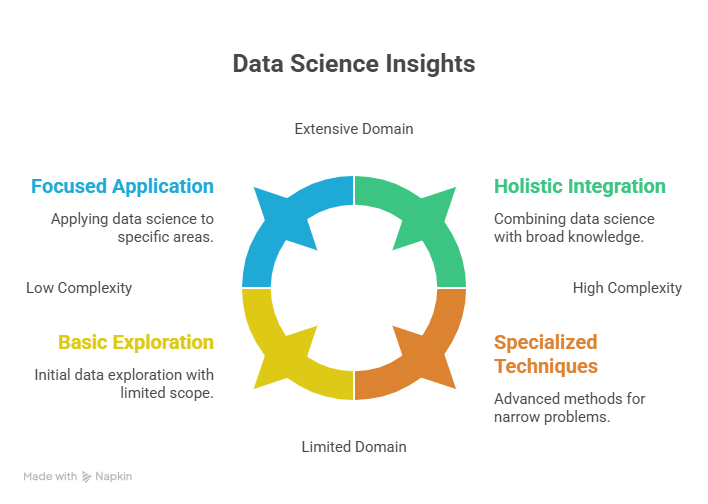 Data Science Insights
Extensive Domain
Focused Application
Applying data science to
specific areas.
Holistic Integration
Combining data science
with broad knowledge.
Low Complexity
High Complexity
Basic Exploration
Initial data exploration with
limited scope.
Specialized
Techniques
Advanced methods for
narrow problems.
Limited Domain
Made with Napkin